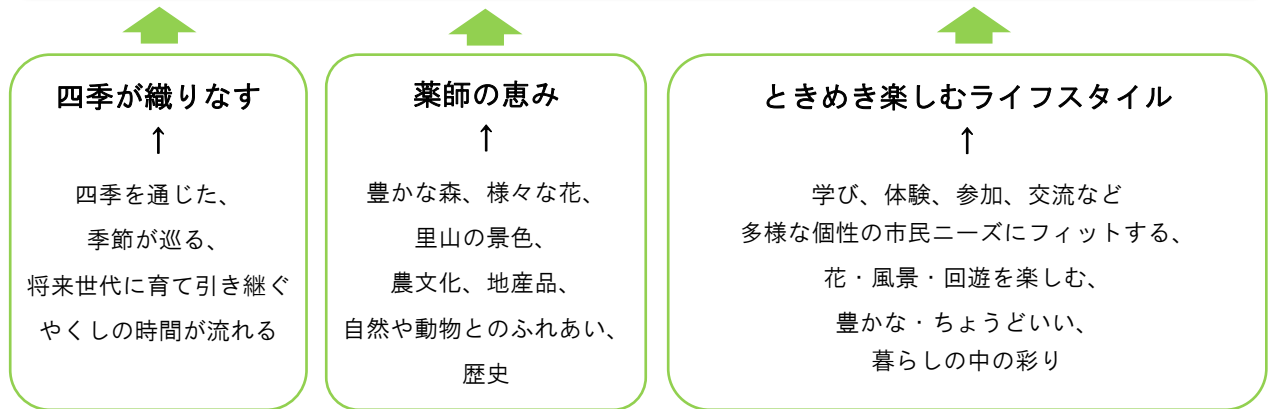 四季が織りなす
↑
四季を通じた、
季節が巡る、
将来世代に育て引き継ぐ
やくしの時間が流れる
薬師の恵み
↑
豊かな森、様々な花、
里山の景色、
農文化、地産品、
自然や動物とのふれあい、
歴史
ときめき楽しむライフスタイル
↑
学び、体験、参加、交流など
多様な個性の市民ニーズにフィットする、
花・風景・回遊を楽しむ、
豊かな・ちょうどいい、
暮らしの中の彩り